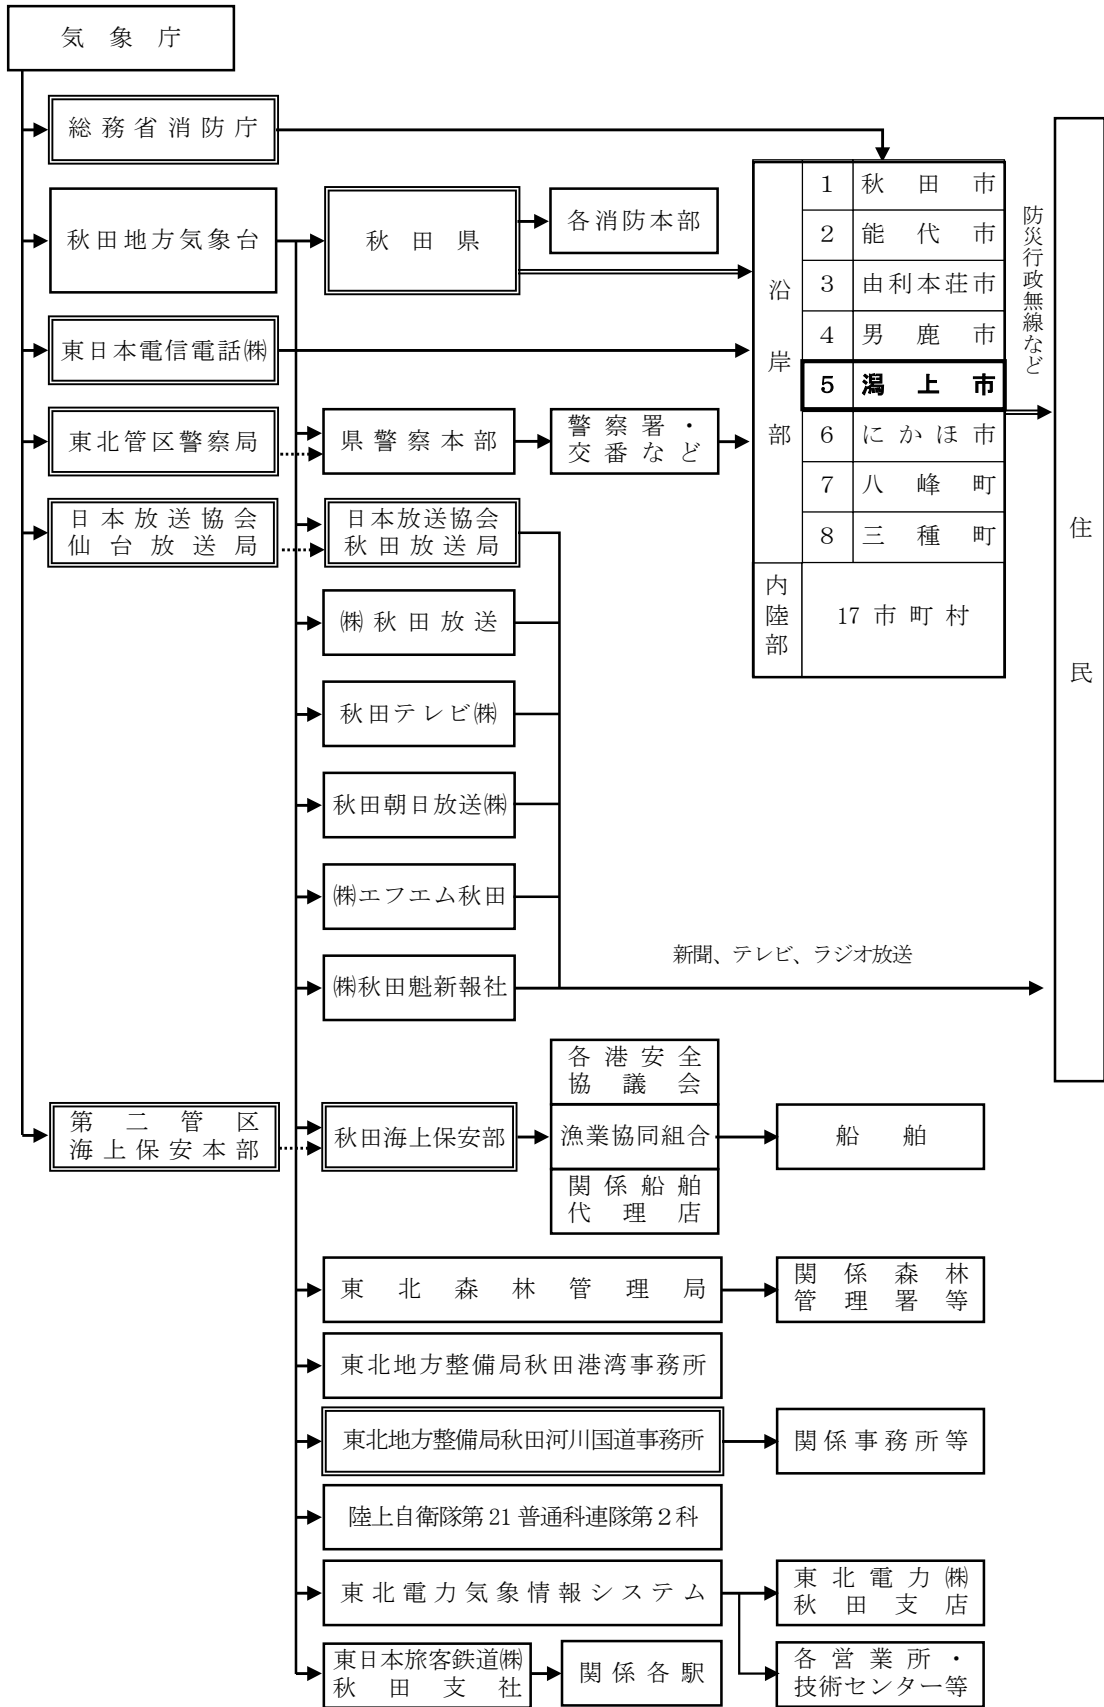 気象庁
総務省消防庁
秋田地方気象台
秋田県
各消防本部
東日本電信電話㈱
東北管区警察局
県警察本部
警察署・
交番など
日本放送協会
仙台放送局
日本放送協会
秋田放送局
㈱秋田放送
秋田テレビ㈱
秋田朝日放送㈱
㈱エフエム秋田
㈱秋田魁新報社
沿岸部
1 秋田市
2 能代市
3 由利本荘市
4 男鹿市
5 潟上市
6 にかほ市
7 八峰町
8 三種町
内陸部
17市町村
防災行政無線など
住民
新聞、テレビ、ラジオ放送
第二管区
海上保安本部
秋田海上保安部
各港安全
協議会
漁業協同組合
関係船舶
代理店
船舶
東北森林管理局
関係森林
管理署等
東北地方整備局秋田港湾事務所
東北地方整備局秋田河川国道事務所
関係事務所等
陸上自衛隊第21普通科連隊第2科
東北電力気象情報システム
東北電力㈱
秋田支店
各営業所・
技術センター等
東日本旅客鉄道㈱
秋田支社
関係各駅